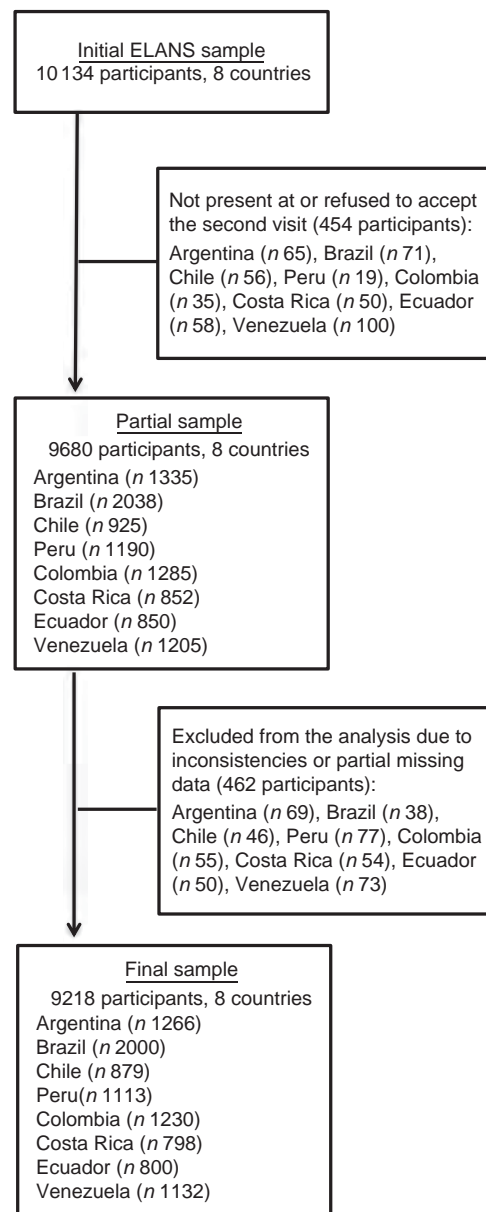 Initial ELANS sample
10 134 participants, 8 countries
Not present at or refused to accept
the second visit (454 participants):
Argentina (n 65), Brazil (n 71),
Chile (n 56), Peru (n 19), Colombia
(n 35), Costa Rica (n 50), Ecuador
(n 58), Venezuela (n 100)
Partial sample
9680 participants, 8 countries
Argentina (n 1335)
Brazil (n 2038)
Chile (n 925)
Peru (n 1190)
Colombia (n 1285)
Costa Rica (n 852)
Ecuador (n 850)
Venezuela (n 1205)
Excluded from the analysis due to
inconsistencies or partial missing
data (462 participants):
Argentina (n 69), Brazil (n 38),
Chile (n 46), Peru (n 77), Colombia
(n 55), Costa Rica (n 54), Ecuador
(n 50), Venezuela (n 73)
Final sample
9218 participants, 8 countries
Argentina (n 1266)
Brazil (n 2000)
Chile (n 879)
Peru(n 1113)
Colombia (n 1230)
Costa Rica (n 798)
Ecuador (n 800)
Venezuela (n 1132)